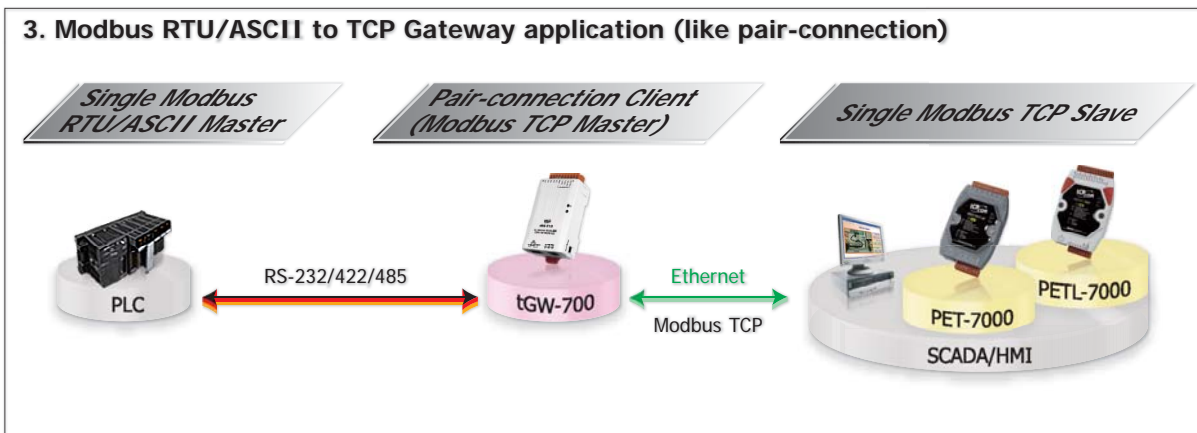 3. Modbus RTU/ASCII to TCP Gateway application (like pair-connection)
Single Modbus
RTU/ASCII Master
Pair-connection Client
(Modbus TCP Master)
Single Modbus TCP Slave
PLC
RS-232/422/485
tGW-700
Ethernet
Modbus TCP
PET-7000
PETL-7000
SCADA/HMI